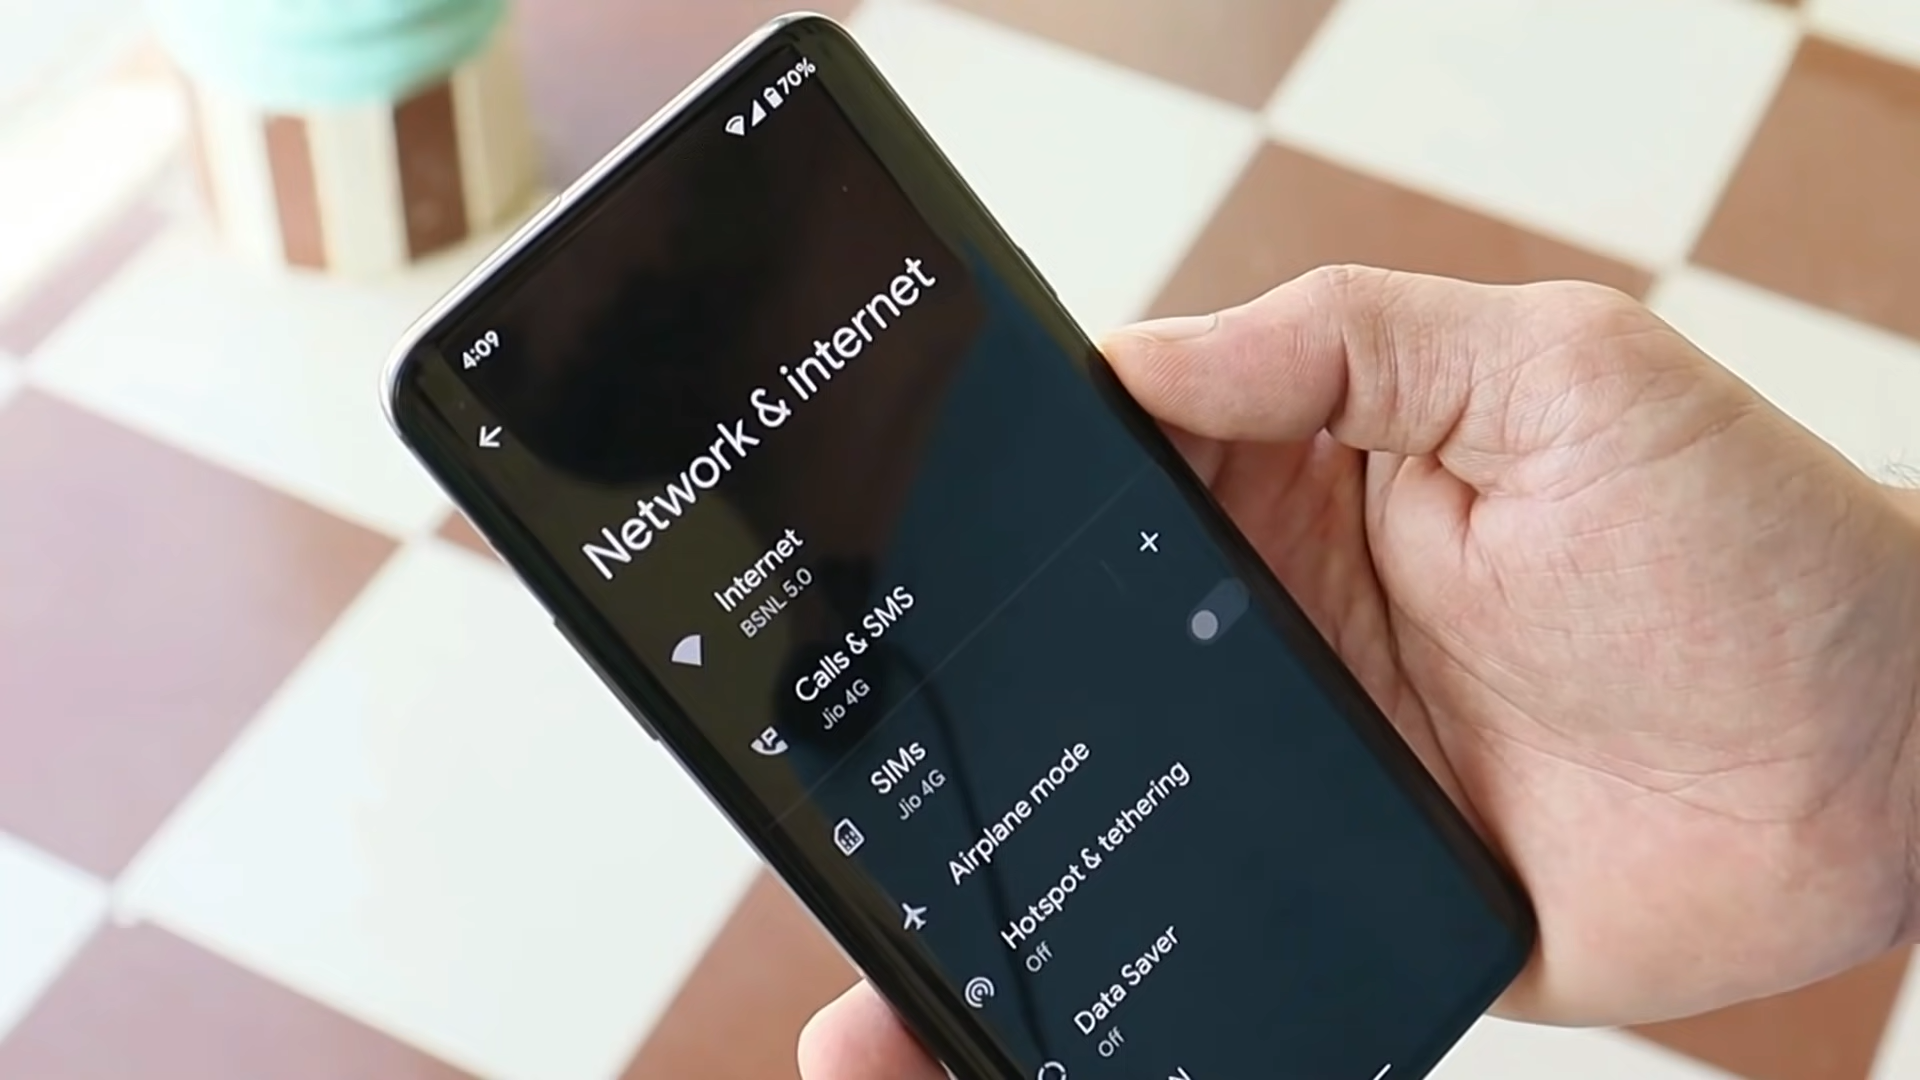 4:09
70%
Network & internet
Internet
BSNL 5.0
Calls & SMS
Jio 4G
SIMs
Jio 4G
Airplane mode
Hotspot & tethering
Off
Data Saver
Off